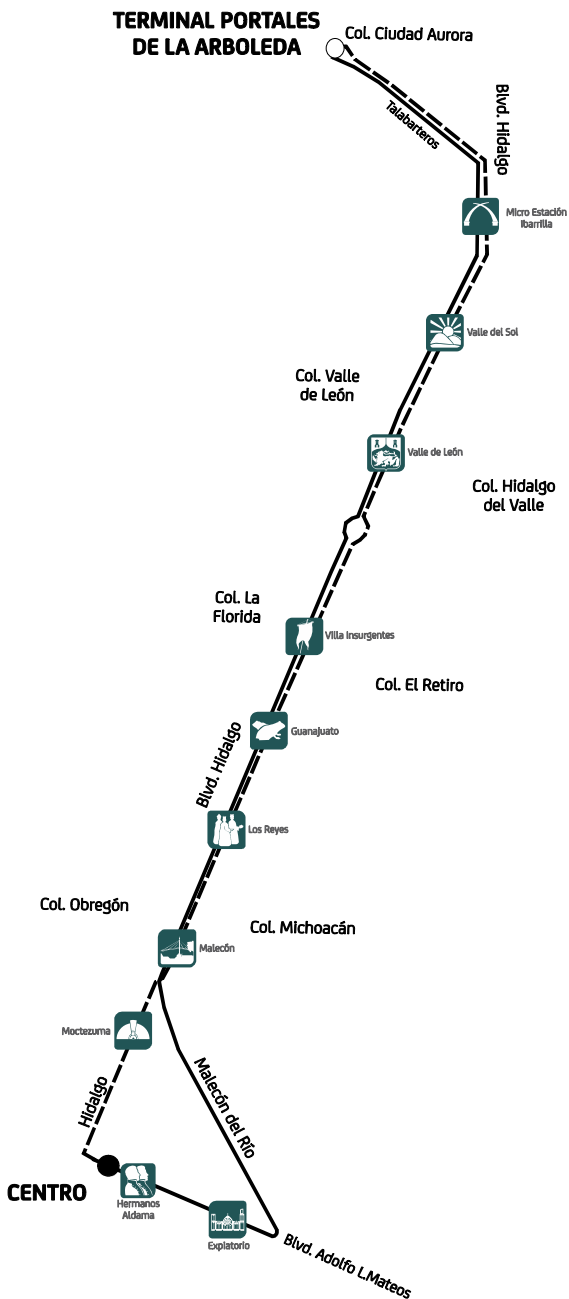 TERMINAL PORTALES
DE LA ARBOLEDA
Col. Ciudad Aurora
Talabarteros
Blvd. Hidalgo
Micro Estación
Ibarrilla
Valle del Sol
Col. Valle
de León
Valle de León
Col. Hidalgo
del Valle
Col. La
Florida
Villa Insurgentes
Col. El Retiro
Guanajuato
Blvd. Hidalgo
Los Reyes
Col. Obregón
Col. Michoacán
Malecón
Moctezuma
Hidalgo
Malecón del Río
CENTRO
Hermanos
Aldama
Expiatorio
Blvd. Adolfo L.Mateos